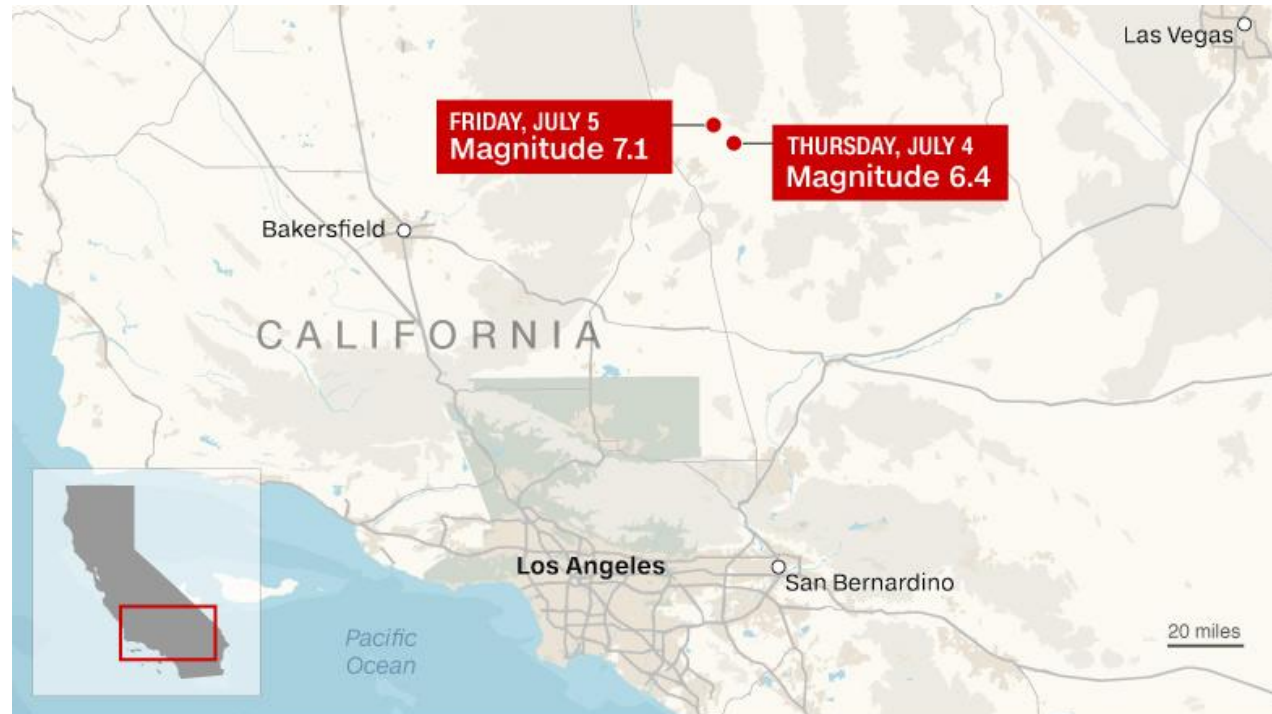 Las Vegas
FRIDAY, JULY 5
Magnitude 7.1
THURSDAY, JULY 4
Magnitude 6.4
Bakersfield
CALIFORNIA
Los Angeles
San Bernardino
Pacific
Ocean
20 miles